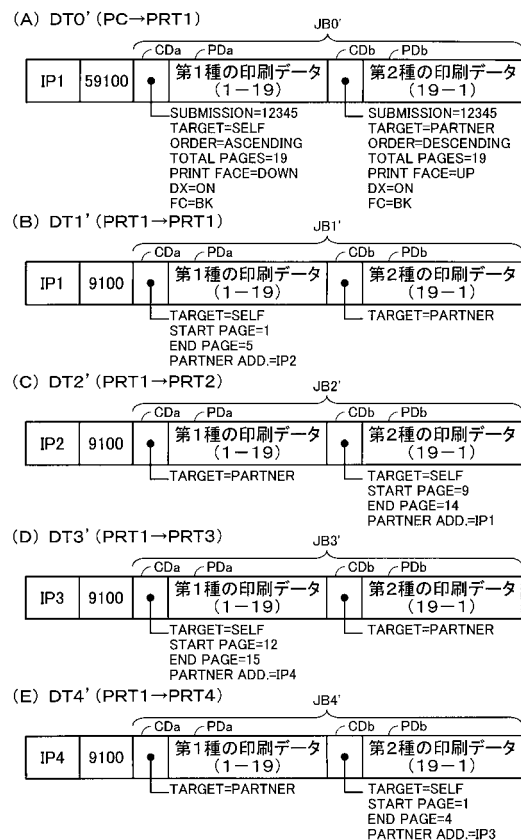 (A) DT0' (PC→PRT1)
JB0'
CDa PDa CDb PDb
IP1 59100 第1種の印刷データ (1-19) 第2種の印刷データ (19-1)
SUBMISSION=12345
TARGET=SELF
ORDER=ASCENDING
TOTAL PAGES=19
PRINT FACE=DOWN
DX=ON
FC=BK
SUBMISSION=12345
TARGET=PARTNER
ORDER=DESCENDING
TOTAL PAGES=19
PRINT FACE=UP
DX=ON
FC=BK
(B) DT1' (PRT1→PRT1)
JB1'
CDa PDa CDb PDb
IP1 9100 第1種の印刷データ (1-19) 第2種の印刷データ (19-1)
TARGET=SELF
START PAGE=1
END PAGE=5
PARTNER ADD.=IP2
TARGET=PARTNER
(C) DT2' (PRT1→PRT2)
JB2'
CDa PDa CDb PDb
IP2 9100 第1種の印刷データ (1-19) 第2種の印刷データ (19-1)
TARGET=PARTNER
TARGET=SELF
START PAGE=9
END PAGE=14
PARTNER ADD.=IP1
(D) DT3' (PRT1→PRT3)
JB3'
CDa PDa CDb PDb
IP3 9100 第1種の印刷データ (1-19) 第2種の印刷データ (19-1)
TARGET=SELF
START PAGE=12
END PAGE=15
PARTNER ADD.=IP4
TARGET=PARTNER
(E) DT4' (PRT1→PRT4)
JB4'
CDa PDa CDb PDb
IP4 9100 第1種の印刷データ (1-19) 第2種の印刷データ (19-1)
TARGET=PARTNER
TARGET=SELF
START PAGE=1
END PAGE=4
PARTNER ADD.=IP3